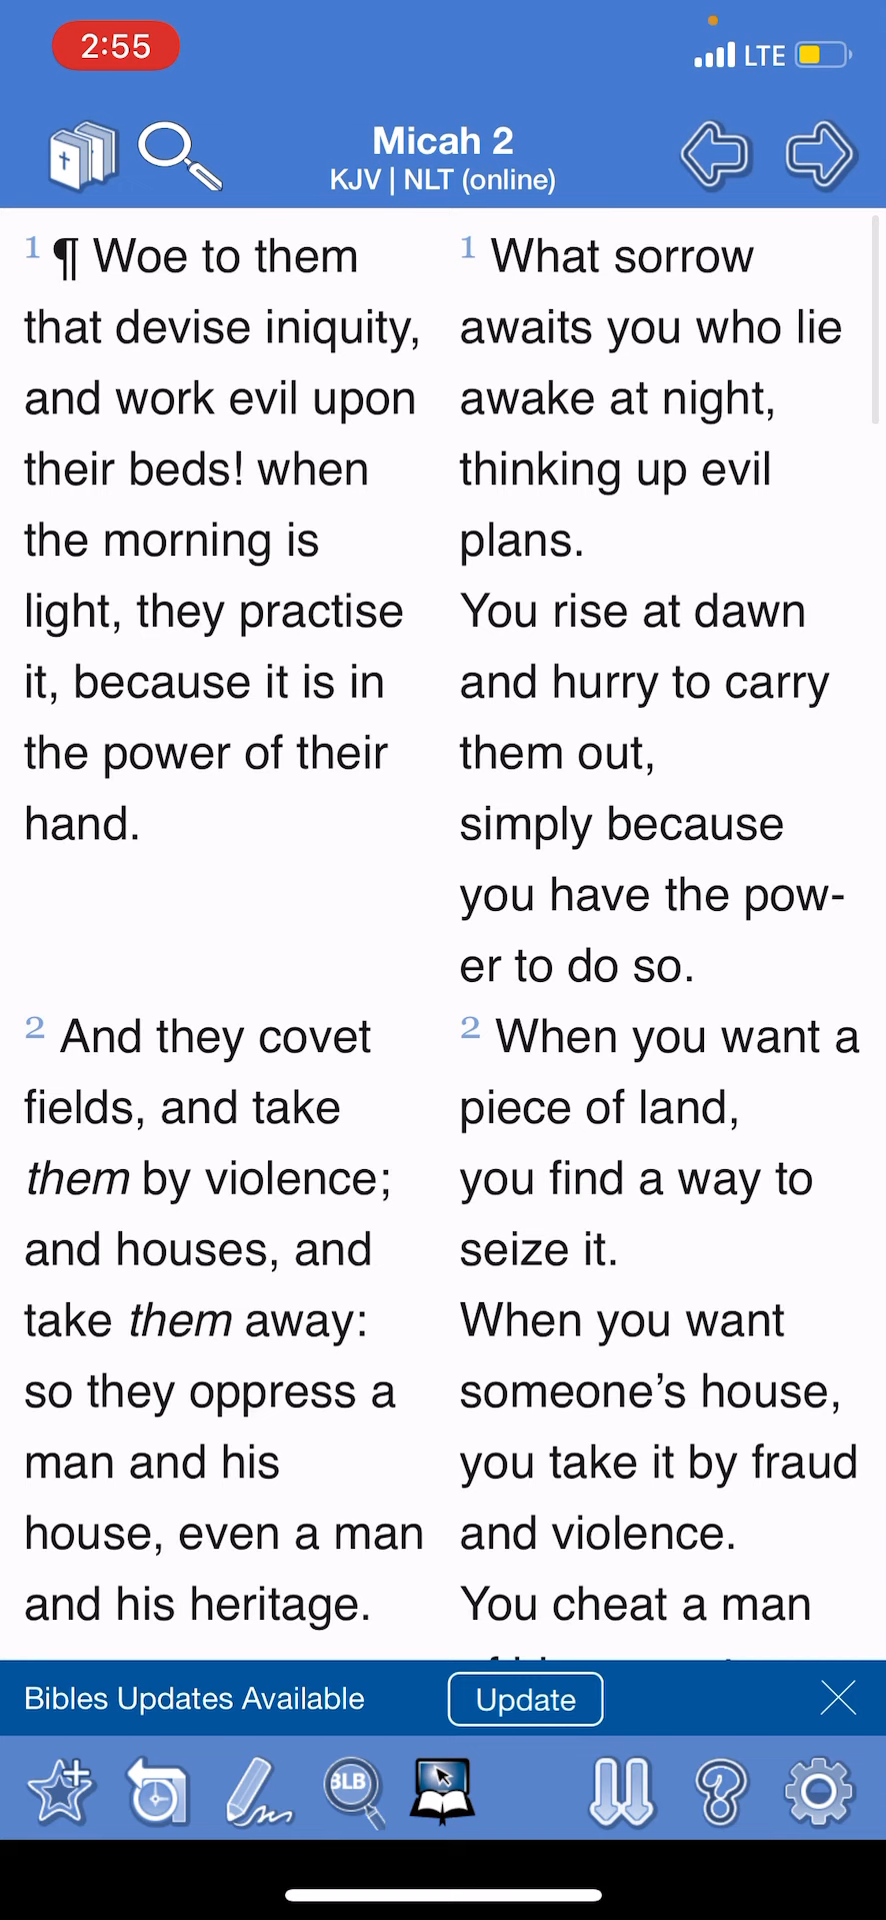 2:55
LTE
Micah 2
KJV | NLT (online)
1 ¶ Woe to them
that devise iniquity,
and work evil upon
their beds! when
the morning is
light, they practise
it, because it is in
the power of their
hand.
2 And they covet
fields, and take
them by violence;
and houses, and
take them away:
so they oppress a
man and his
house, even a man
and his heritage.
1 What sorrow
awaits you who lie
awake at night,
thinking up evil
plans.
You rise at dawn
and hurry to carry
them out,
simply because
you have the pow-
er to do so.
2 When you want a
piece of land,
you find a way to
seize it.
When you want
someone’s house,
you take it by fraud
and violence.
You cheat a man
Bibles Updates Available
Update
BLB